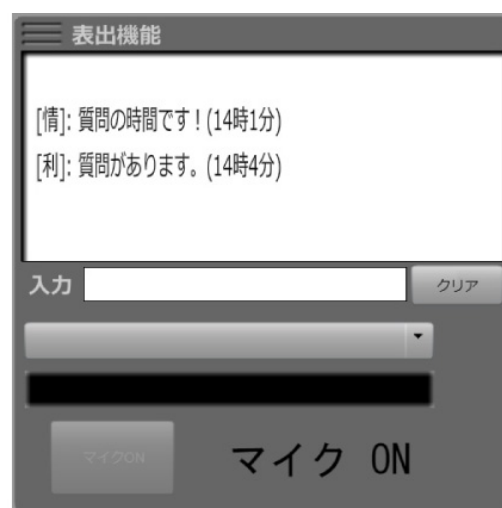 表出機能
[情]: 質問の時間です！(14時1分)
[利]: 質問があります。(14時4分)
入力
クリア
マイクON
マイク ON